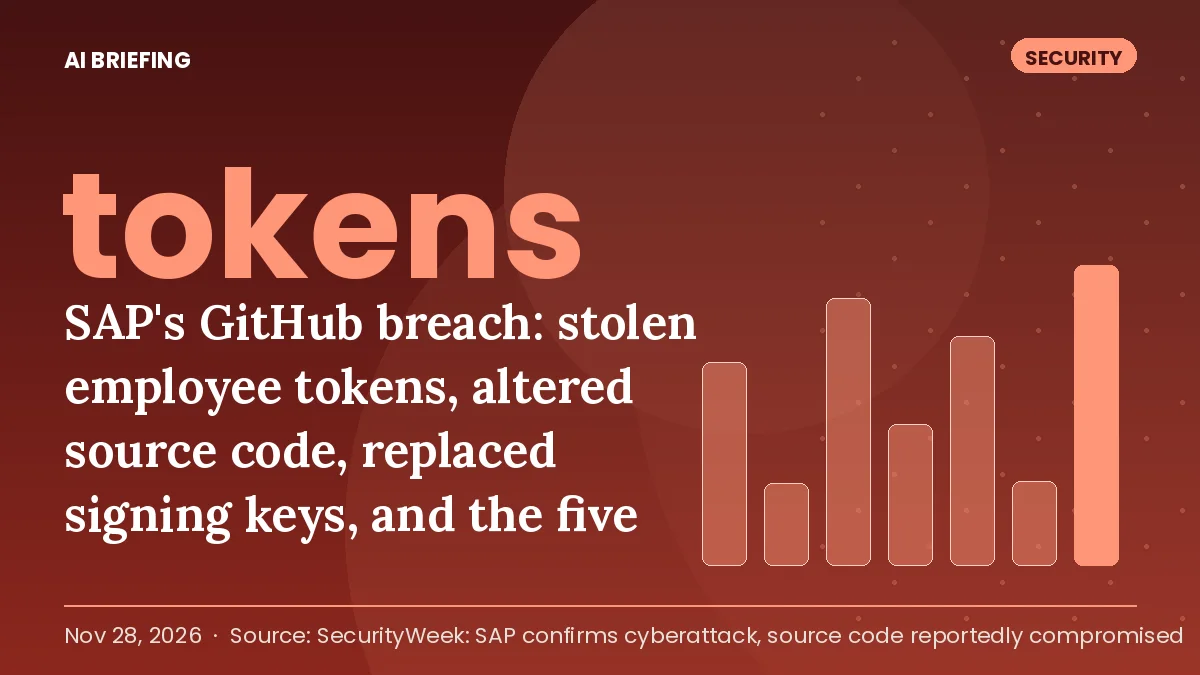 AI BRIEFING
SECURITY
tokens
SAP's GitHub breach: stolen
employee tokens, altered
source code, replaced
signing keys, and the five
Nov 28, 2026 · Source: SecurityWeek: SAP confirms cyberattack, source code reportedly compromised